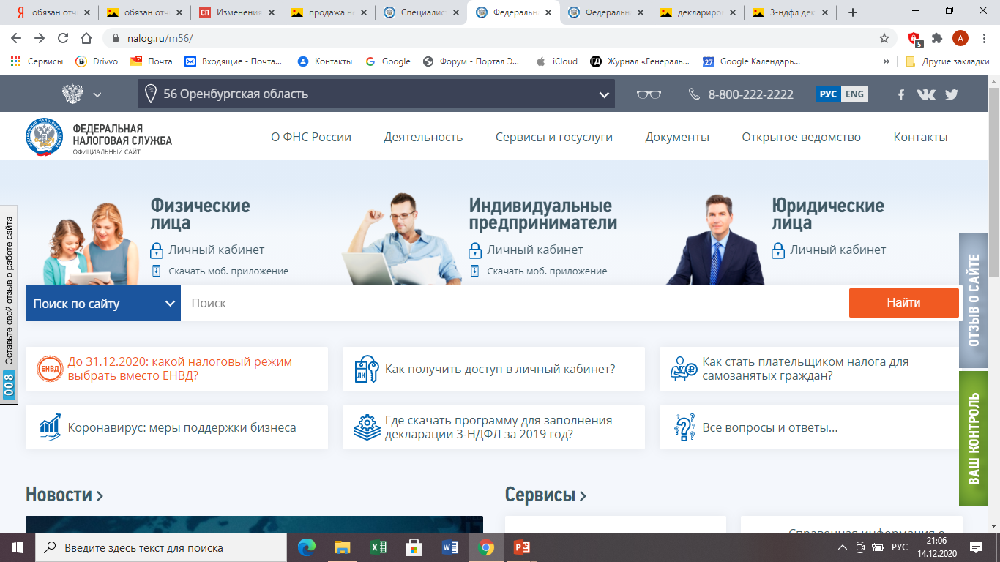 обязан отч
обязан отч
Изменения
продажа не
Специалис
Федеральн
Федеральн
деклариро
3-ндфл дек
nalog.ru/rn56/
5
A
Сервисы
Drivvo
Почта
Входящие - Почта...
Контакты
Google
Форум - Портал Э...
iCloud
Журнал «Генераль...
27
Google Календарь...
»
Другие закладки
56 Оренбургская область
8-800-222-2222
РУС ENG
ФЕДЕРАЛЬНАЯ
НАЛОГОВАЯ СЛУЖБА
ОФИЦИАЛЬНЫЙ САЙТ
О ФНС России
Деятельность
Сервисы и госуслуги
Документы
Открытое ведомство
Контакты
Физические
лица
Личный кабинет
Скачать моб. приложение
Индивидуальные
предприниматели
Личный кабинет
Скачать моб. приложение
Юридические
лица
Личный кабинет
Поиск по сайту
Поиск
Найти
Оставьте свой отзыв о работе сайта
800
ОТЗЫВ О САЙТЕ
ВАШ КОНТРОЛЬ
ЕНВД
До 31.12.2020: какой налоговый режим
выбрать вместо ЕНВД?
ЛК
Как получить доступ в личный кабинет?
Как стать плательщиком налога для
самозанятых граждан?
Коронавирус: меры поддержки бизнеса
Где скачать программу для заполнения
декларации 3-НДФЛ за 2019 год?
Все вопросы и ответы...
Новости >
Сервисы >
Справочная информация о
Введите здесь текст для поиска
РУС
21:06
14.12.2020